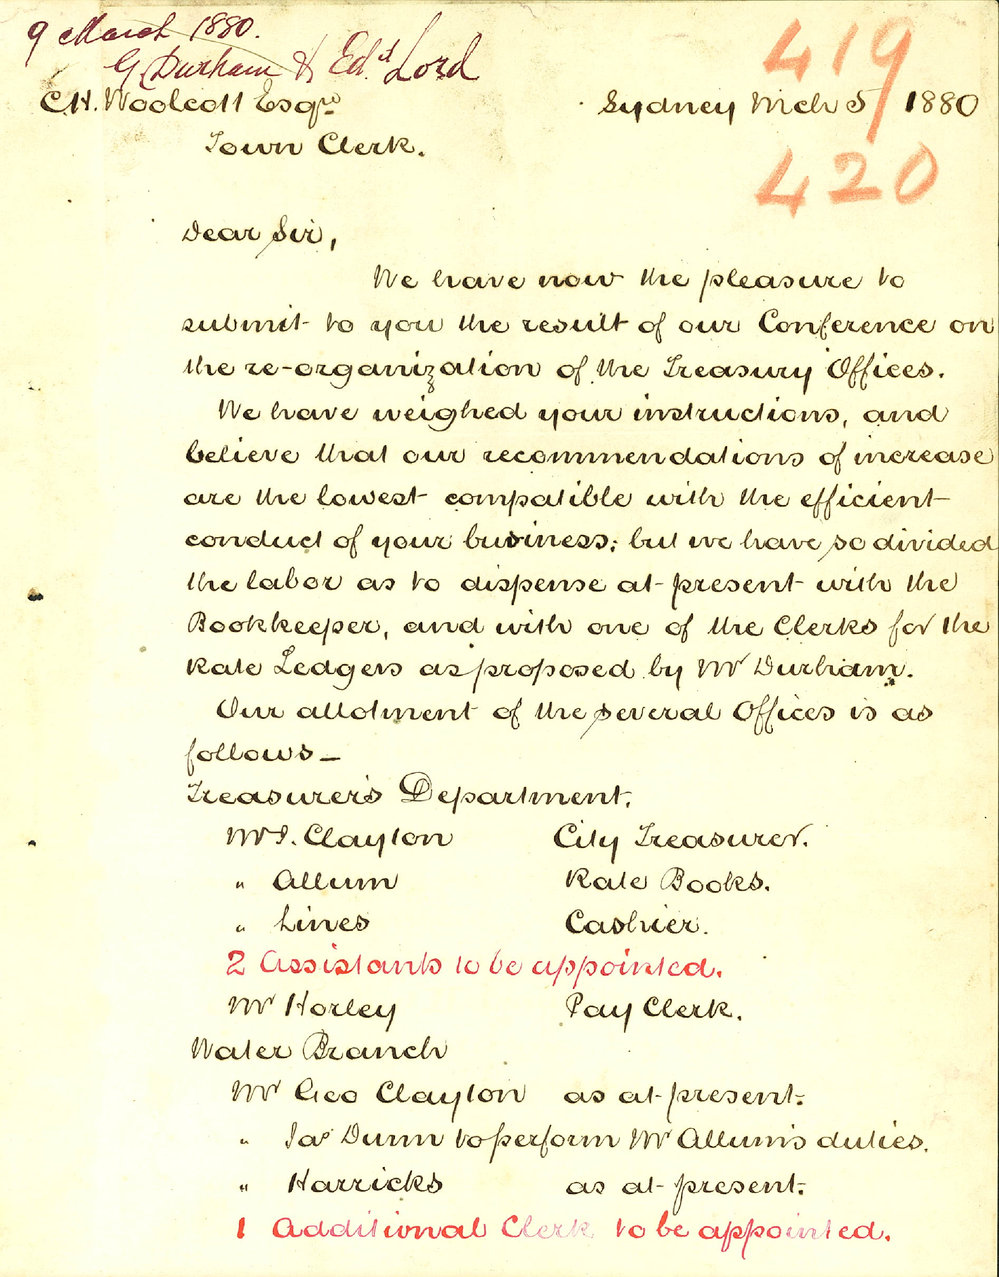 9 March 1880.
G. Durham & Edd. Lord
419
420
C.H. Woolcott Esqre
Sydney Mch 5 1880
Town Clerk.
Dear Sir,
We have now the pleasure to
submit to you the result of our Conference on
the re-organization of the Treasury Offices.
We have weighed your instructions, and
believe that our recommendations of increase
are the lowest compatible with the efficient
conduct of your business; but we have so divided
the labor as to dispense at present with the
Bookkeeper, and with one of the Clerks for the
Rate Ledgers as proposed by Mr Durham.
Our allotment of the several Offices is as
follows—
Treasurer's Department.
Mr J. Clayton City Treasurer.
" Allum Rate Books.
" Lines Cashier.
2 Assistants to be appointed.
Mr Horley Pay Clerk.
Water Branch
Mr Geo Clayton as at present.
" Jas Dunn to perform Mr Allum's duties.
" Harricks as at present.
1 Additional Clerk to be appointed.